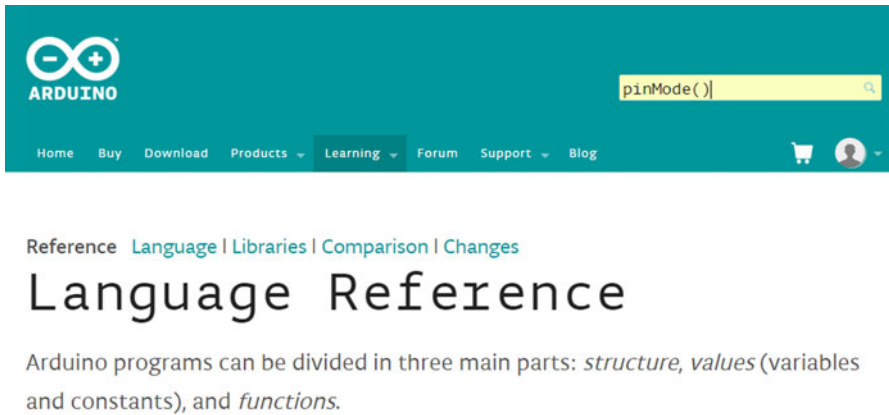 ARDUINO
pinMode()
Home Buy Download Products Learning Forum Support Blog
Reference Language | Libraries | Comparison | Changes
Language Reference
Arduino programs can be divided in three main parts: structure, values (variables
and constants), and functions.